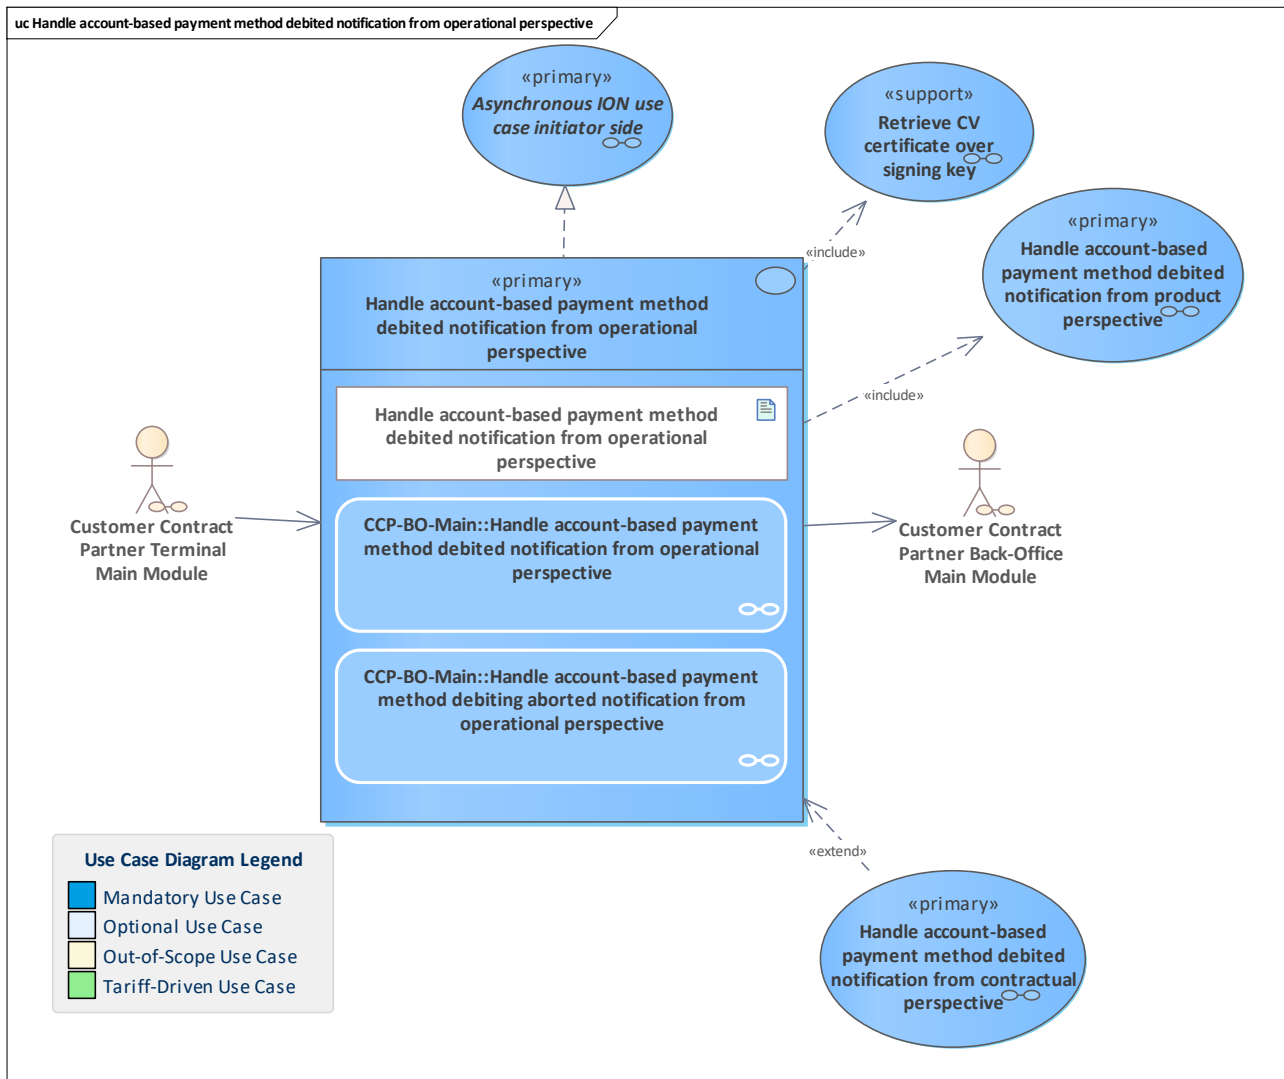 uc Handle account-based payment method debited notification from operational perspective
«primary»
Asynchronous ION use
case initiator side
«support»
Retrieve CV
certificate over
signing key
«include»
«primary»
Handle account-based
payment method debited
notification from product
perspective
«include»
«primary»
Handle account-based payment method
debited notification from operational
perspective
Handle account-based payment method
debited notification from operational
perspective
CCP-BO-Main::Handle account-based payment
method debited notification from operational
perspective
CCP-BO-Main::Handle account-based payment
method debiting aborted notification from
operational perspective
Customer Contract
Partner Terminal
Main Module
Customer Contract
Partner Back-Office
Main Module
«extend»
«primary»
Handle account-based
payment method debited
notification from contractual
perspective
Use Case Diagram Legend
Mandatory Use Case
Optional Use Case
Out-of-Scope Use Case
Tariff-Driven Use Case